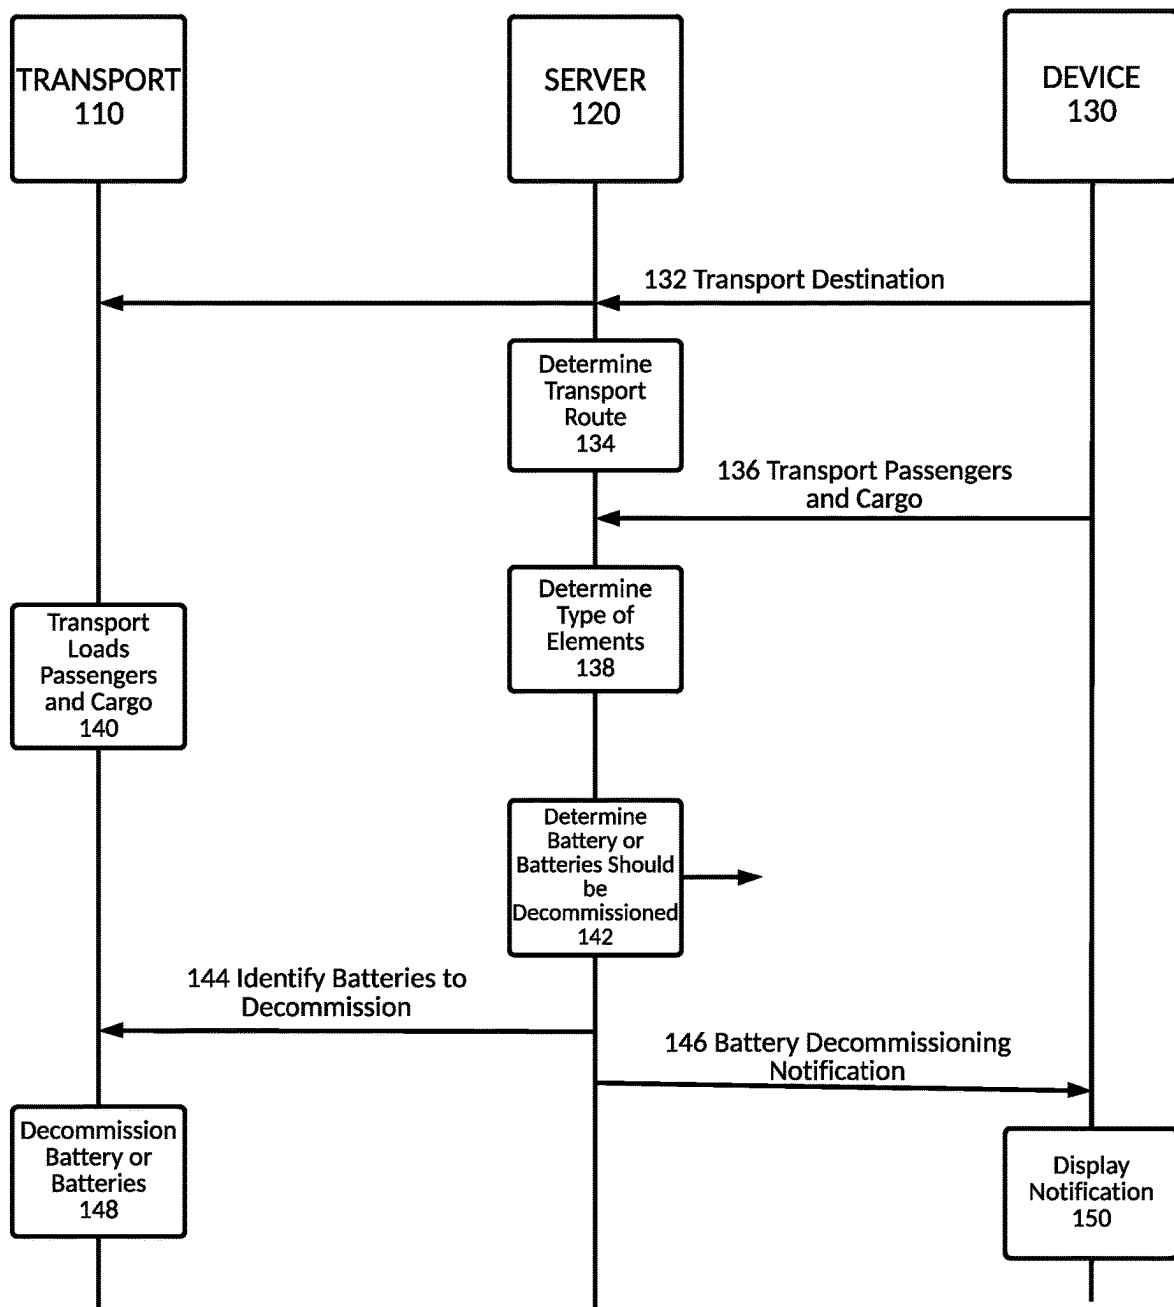 TRANSPORT
110
SERVER
120
DEVICE
130
132 Transport Destination
Determine
Transport
Route
134
136 Transport Passengers
and Cargo
Determine
Type of
Elements
138
Transport
Loads
Passengers
and Cargo
140
Determine
Battery or
Batteries Should
be
Decommissioned
142
144 Identify Batteries to
Decommission
146 Battery Decommissioning
Notification
Decommission
Battery or
Batteries
148
Display
Notification
150